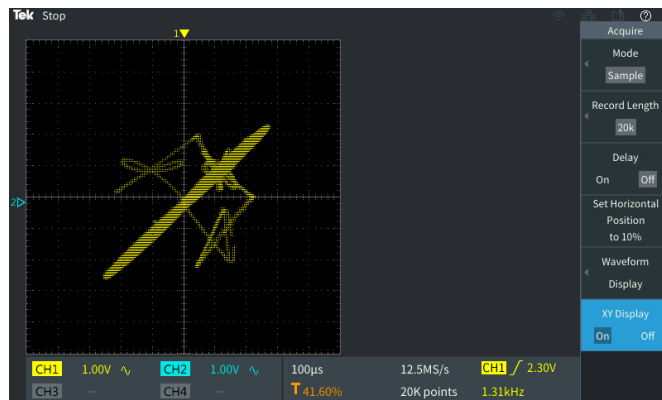 Tek Stop
1
2
Acquire
Mode
Sample
Record Length
20k
Delay
On Off
Set Horizontal
Position
to 10%
Waveform
Display
XY Display
On Off
CH1 1.00V CH2 1.00V 100µs 12.5MS/s CH1 2.30V
CH3 -- CH4 -- T 41.60% 20K points 1.31kHz